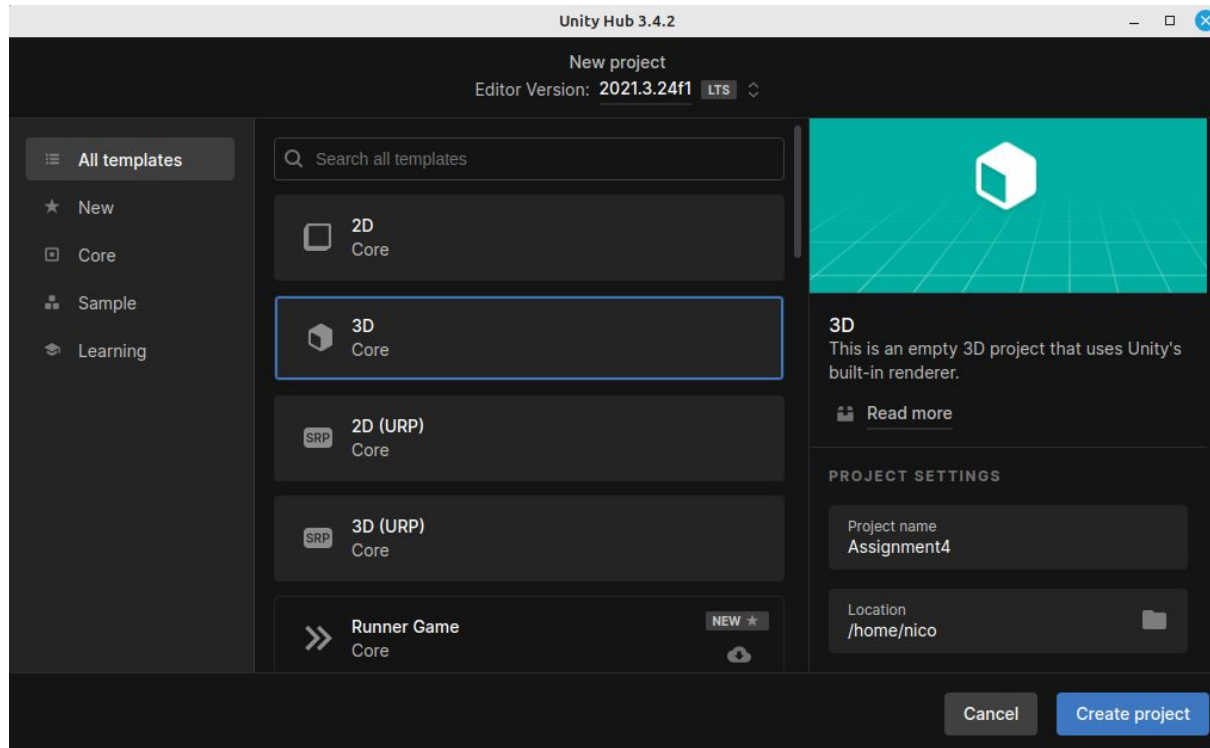 Unity Hub 3.4.2
New project
Editor Version: 2021.3.24f1 LTS
All templates
New
Core
Sample
Learning
Search all templates
2D
Core
3D
Core
SRP
2D (URP)
Core
SRP
3D (URP)
Core
Runner Game
Core
NEW
3D
This is an empty 3D project that uses Unity's
built-in renderer.
Read more
PROJECT SETTINGS
Project name
Assignment4
Location
/home/nico
Cancel
Create project